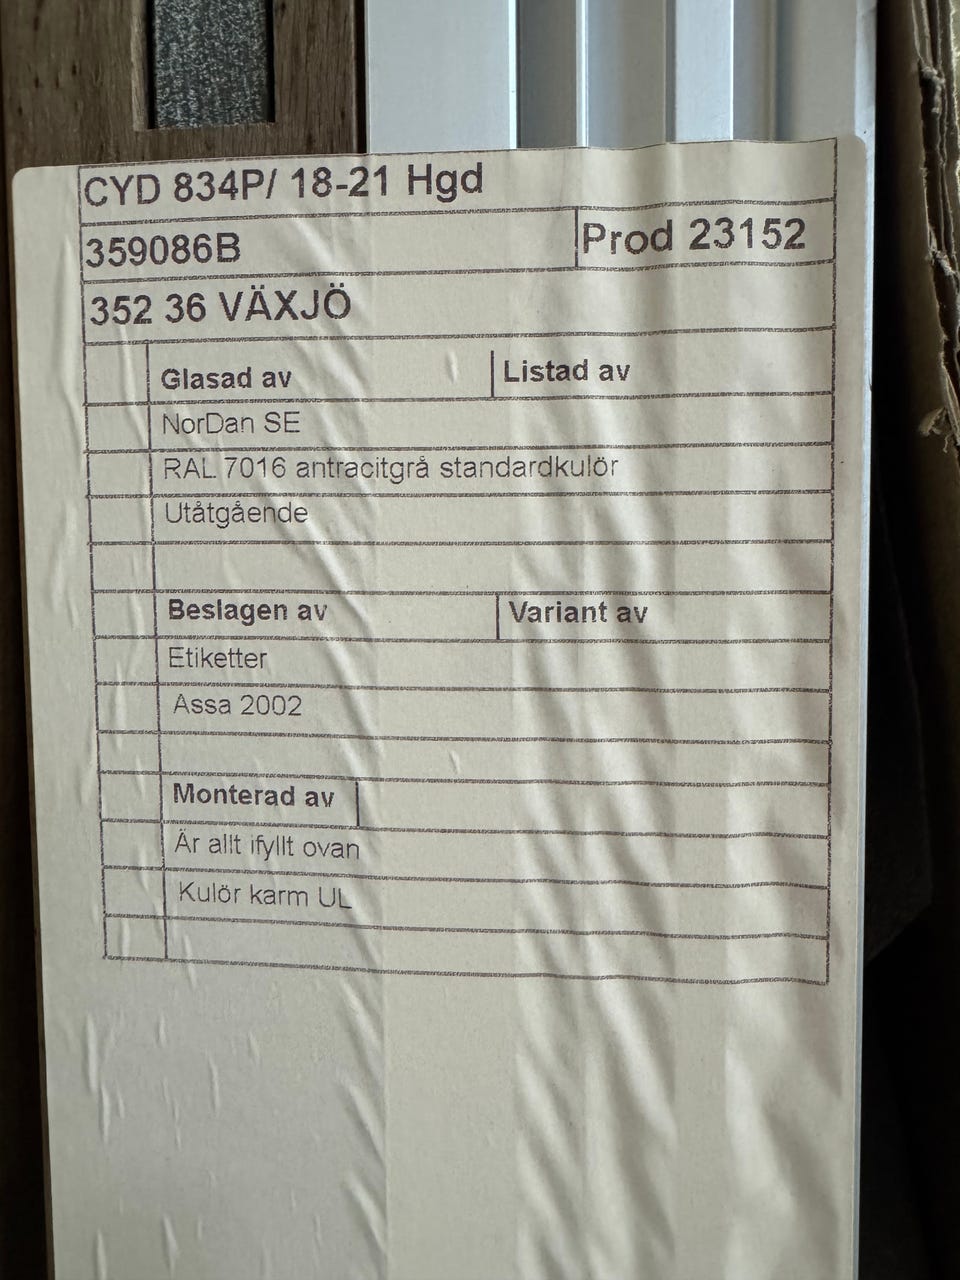 CYD 834P/ 18-21 Hgd
359086B Prod 23152
352 36 VÄXJÖ
Glasad av Listad av
NorDan SE
RAL 7016 antracitgrå standardkulör
Utåtgående
Beslagen av Variant av
Etiketter
Assa 2002
Monterad av
Är allt ifyllt ovan
Kulör karm UL